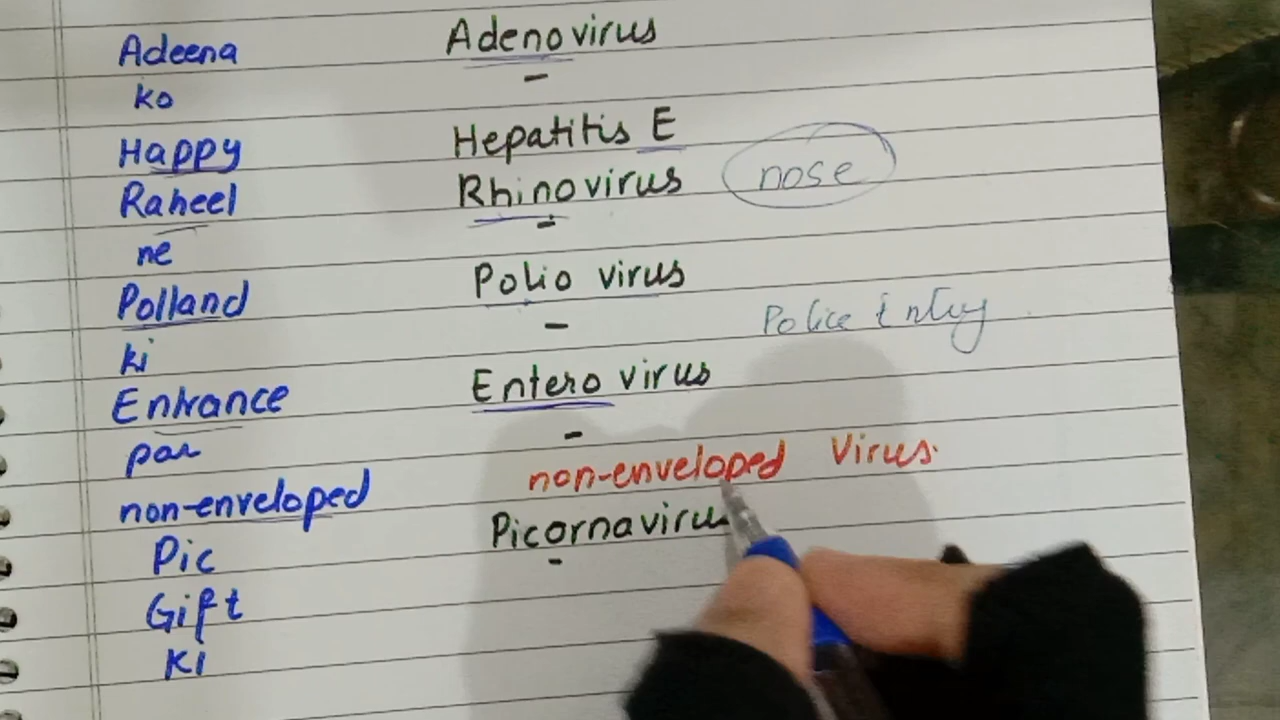 Adeena Adenovirus
ko -
Happy Hepatitis E
Raheel Rhinovirus nose
ne -
Polland Polio virus
ki - Police Entry
Entrance Entero virus
par -
non-enveloped non-enveloped Virus.
Pic Picornaviru
Gift -
Ki